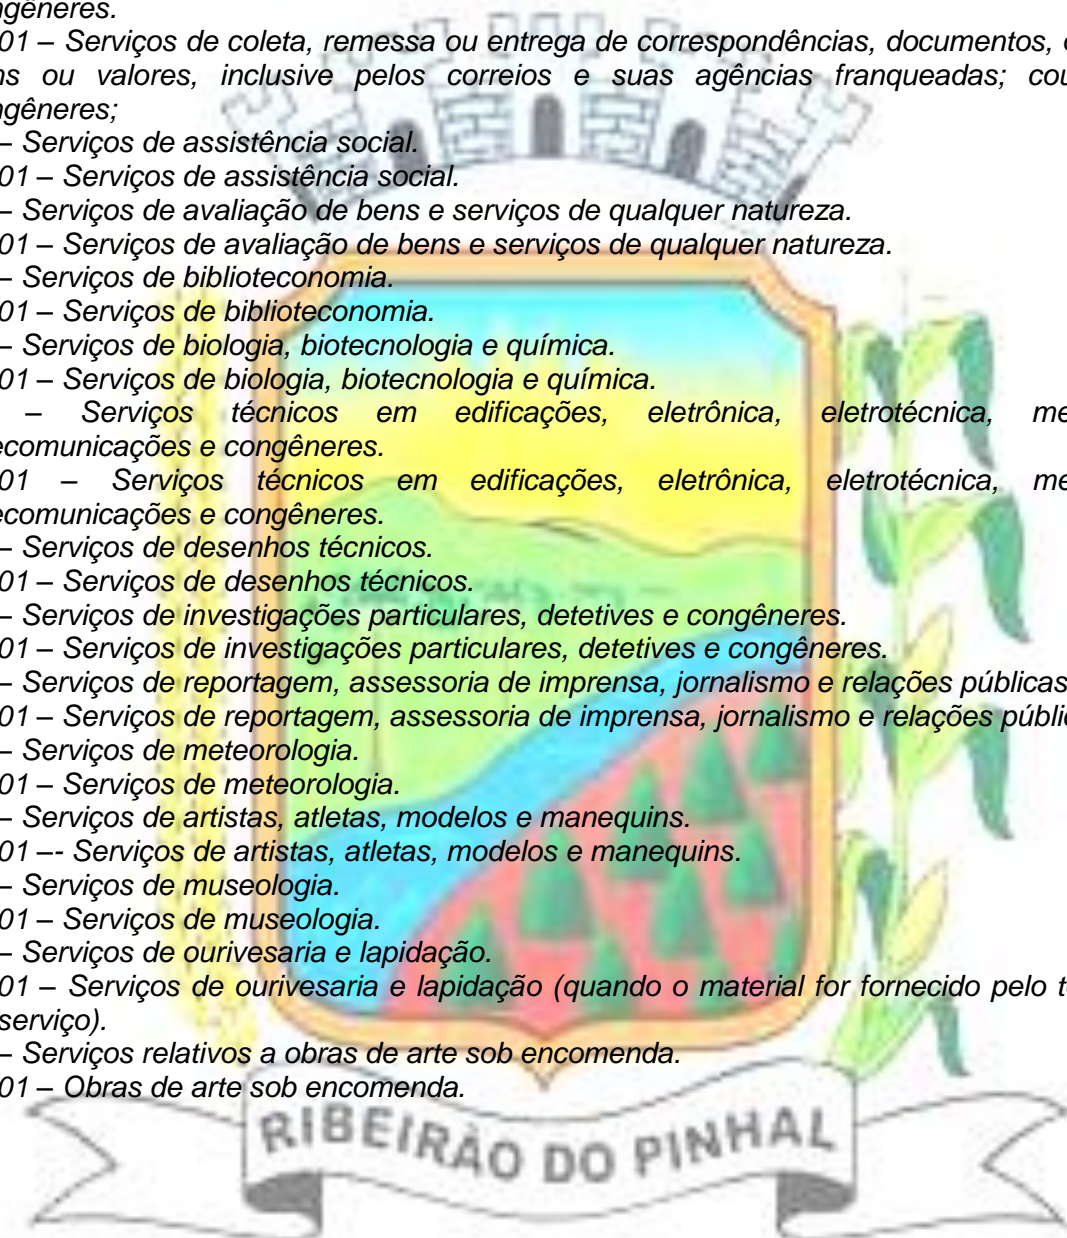 ngêneres.
01 – Serviços de coleta, remessa ou entrega de correspondências, documentos,
ns ou valores, inclusive pelos correios e suas agências franqueadas; cou
ngêneres;
– Serviços de assistência social.
01 – Serviços de assistência social.
– Serviços de avaliação de bens e serviços de qualquer natureza.
01 – Serviços de avaliação de bens e serviços de qualquer natureza.
– Serviços de biblioteconomia.
01 – Serviços de biblioteconomia.
– Serviços de biologia, biotecnologia e química.
01 – Serviços de biologia, biotecnologia e química.
– Serviços técnicos em edificações, eletrônica, eletrotécnica, me
ecomunicações e congêneres.
01 – Serviços técnicos em edificações, eletrônica, eletrotécnica, me
ecomunicações e congêneres.
– Serviços de desenhos técnicos.
01 – Serviços de desenhos técnicos.
– Serviços de investigações particulares, detetives e congêneres.
01 – Serviços de investigações particulares, detetives e congêneres.
– Serviços de reportagem, assessoria de imprensa, jornalismo e relações públicas
01 – Serviços de reportagem, assessoria de imprensa, jornalismo e relações públic
– Serviços de meteorologia.
01 – Serviços de meteorologia.
– Serviços de artistas, atletas, modelos e manequins.
01 –- Serviços de artistas, atletas, modelos e manequins.
– Serviços de museologia.
01 – Serviços de museologia.
– Serviços de ourivesaria e lapidação.
01 – Serviços de ourivesaria e lapidação (quando o material for fornecido pelo t
serviço).
– Serviços relativos a obras de arte sob encomenda.
01 – Obras de arte sob encomenda.
RIBEIRÃO DO PINHAL